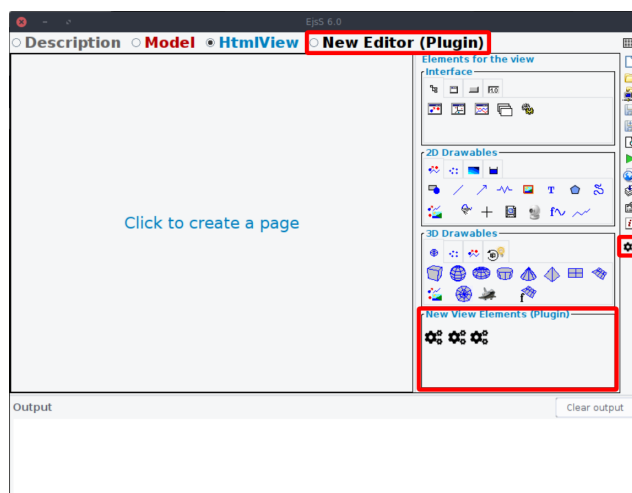 EjsS 6.0
Description Model HtmlView New Editor (Plugin)
Elements for the view
Interface
2D Drawables
T
f
3D Drawables
3D
f
New View Elements (Plugin)
Click to create a page
Output
Clear output